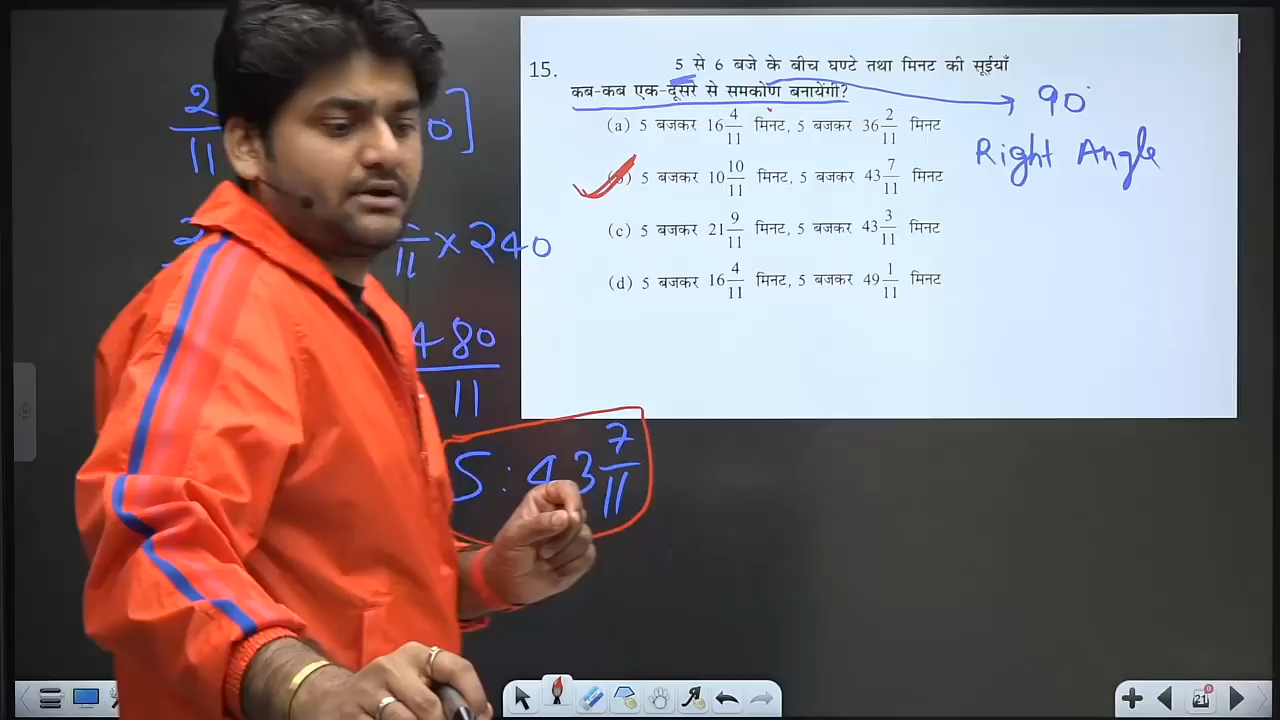 15. 5 से 6 बजे के बीच घण्टे तथा मिनट की सूईयाँ
कब-कब एक-दूसरे से समकोण बनायेंगी?
(a) 5 बजकर 16 4/11 मिनट, 5 बजकर 36 2/11 मिनट
(b) 5 बजकर 10 10/11 मिनट, 5 बजकर 43 7/11 मिनट
(c) 5 बजकर 21 9/11 मिनट, 5 बजकर 43 3/11 मिनट
(d) 5 बजकर 16 4/11 मिनट, 5 बजकर 49 1/11 मिनट
90°
Right Angle
2/11
0]
11 × 240
480/11
5:43 7/11
21